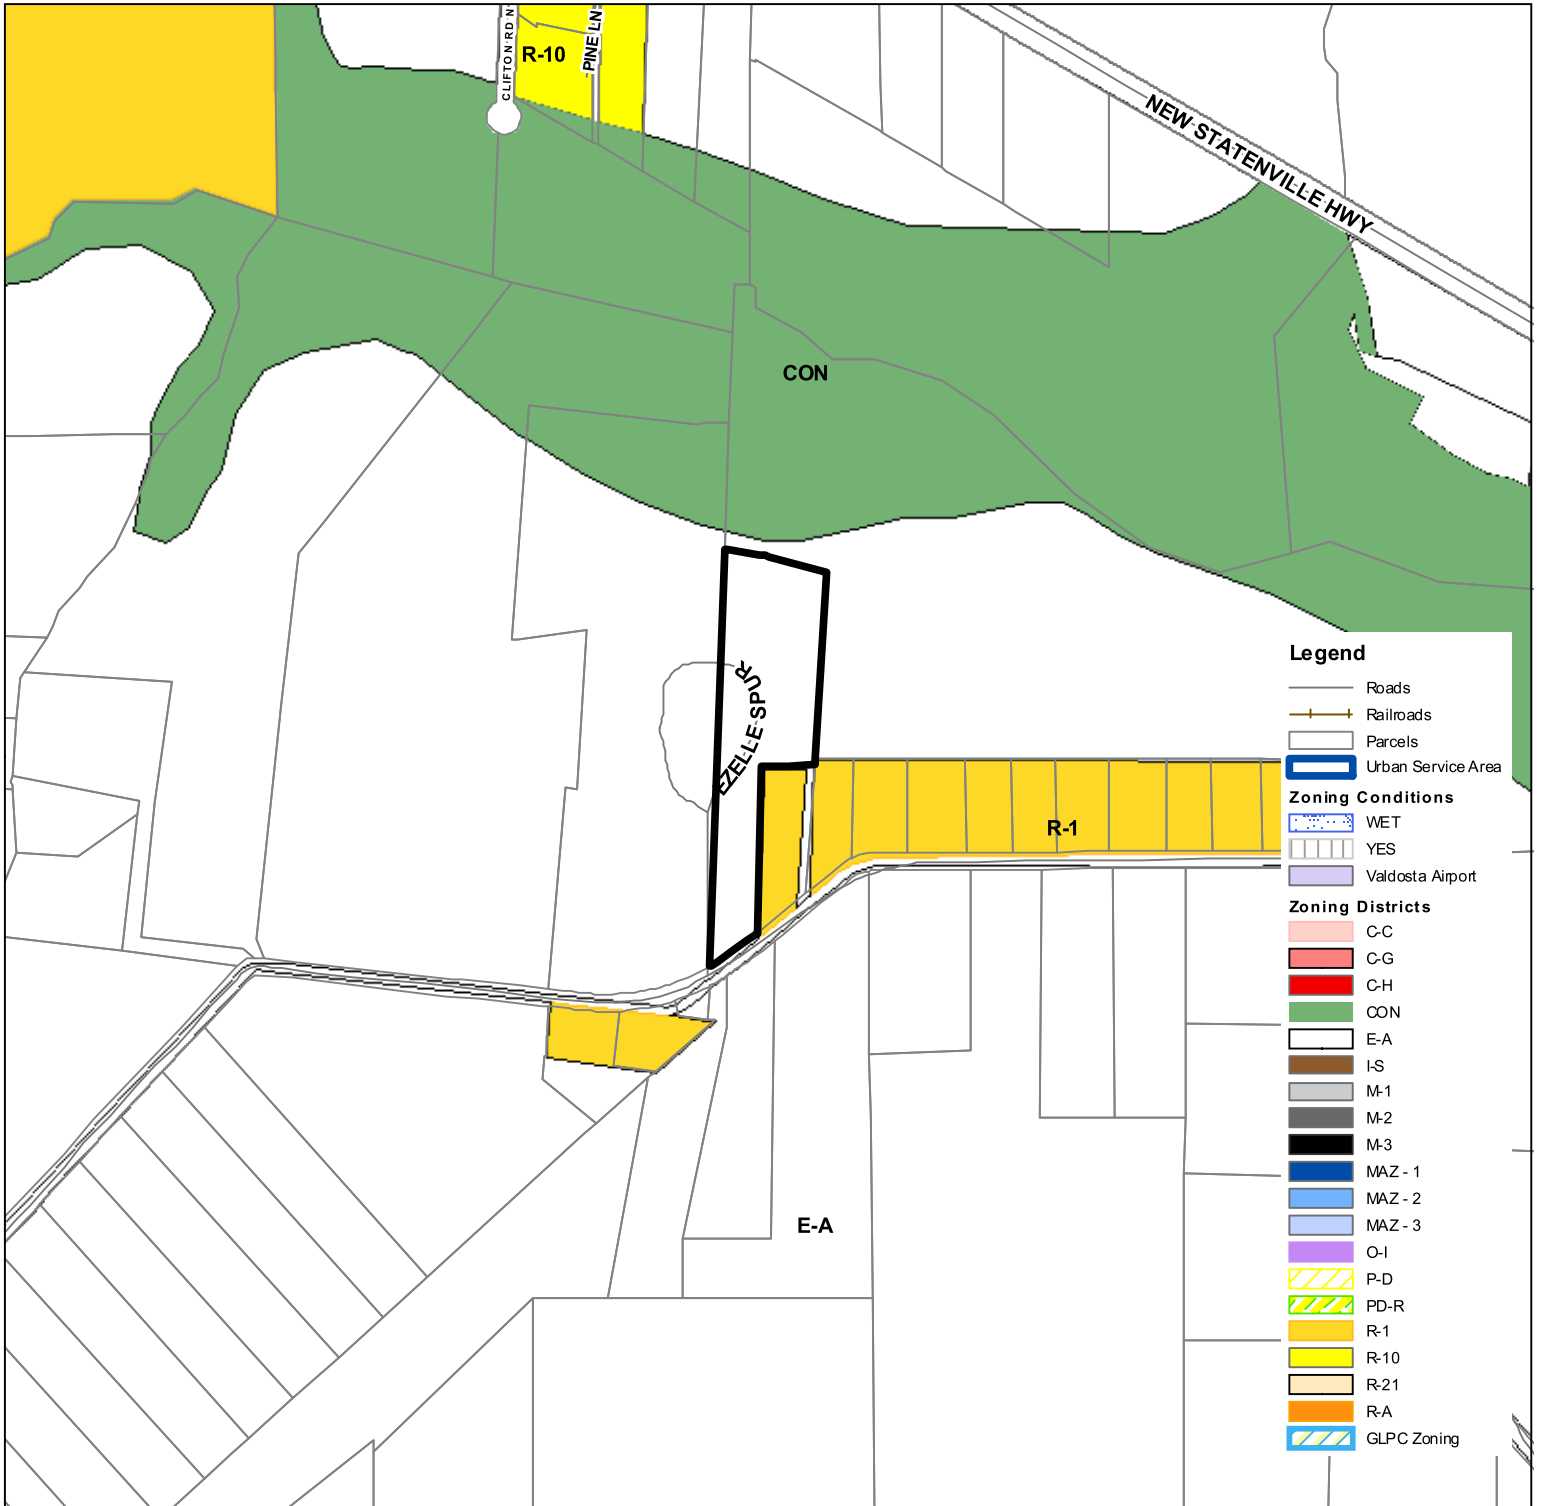 CLIFTON RD N
R-10
PINE LN
NEW STATENVILLE HWY
CON
EZELLE SPUR
R-1
E-A
Legend
Roads
Railroads
Parcels
Urban Service Area
Zoning Conditions
WET
YES
Valdosta Airport
Zoning Districts
C-C
C-G
C-H
CON
E-A
I-S
M-1
M-2
M-3
MAZ - 1
MAZ - 2
MAZ - 3
O-I
P-D
PD-R
R-1
R-10
R-21
R-A
GLPC Zoning